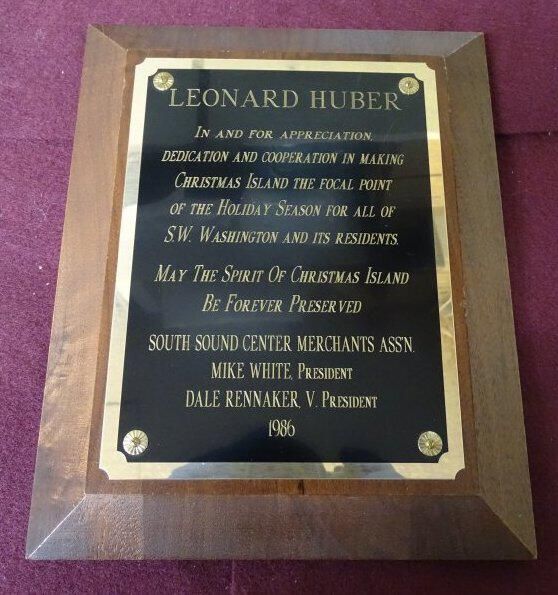 LEONARD HUBER
IN AND FOR APPRECIATION,
DEDICATION AND COOPERATION IN MAKING
CHRISTMAS ISLAND THE FOCAL POINT
OF THE HOLIDAY SEASON FOR ALL OF
S.W. WASHINGTON AND ITS RESIDENTS.
MAY THE SPIRIT OF CHRISTMAS ISLAND
BE FOREVER PRESERVED
SOUTH SOUND CENTER MERCHANTS ASS'N.
MIKE WHITE, PRESIDENT
DALE RENNAKER, V. PRESIDENT
1986